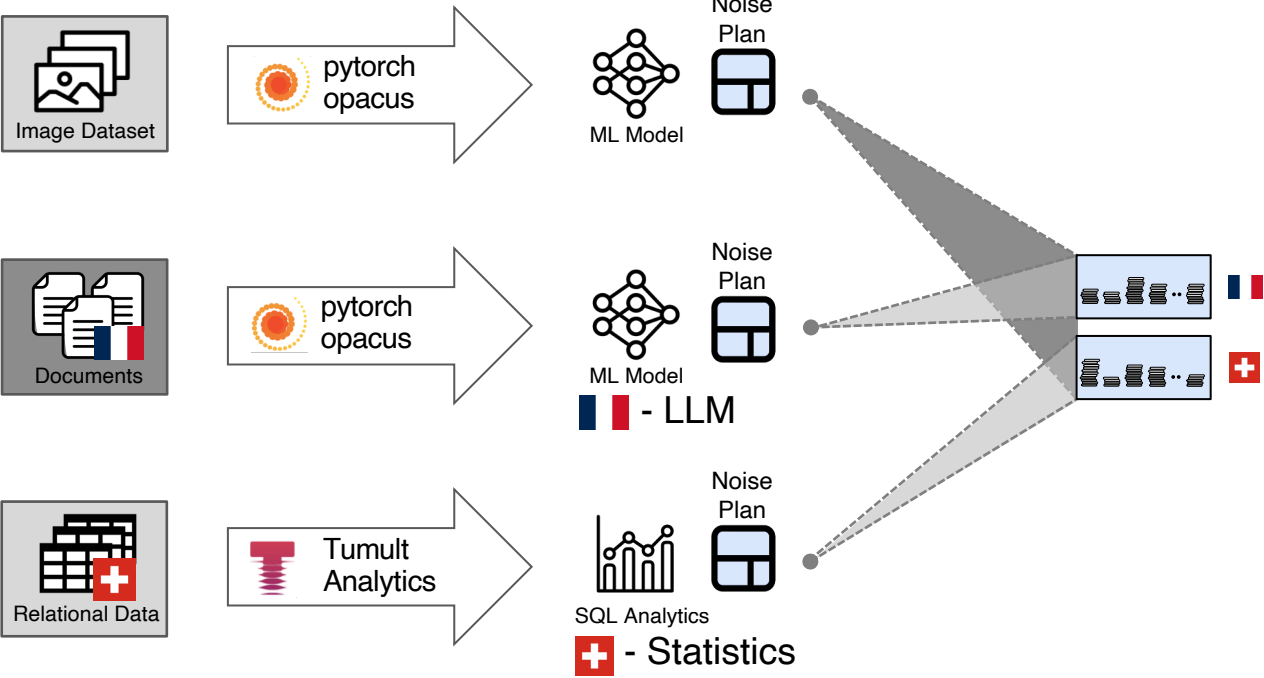 Noise
Plan
pytorch
opacus
Image Dataset
ML Model
Noise
Plan
pytorch
opacus
Documents
ML Model
- LLM
Noise
Plan
Tumult
Analytics
Relational Data
SQL Analytics
- Statistics